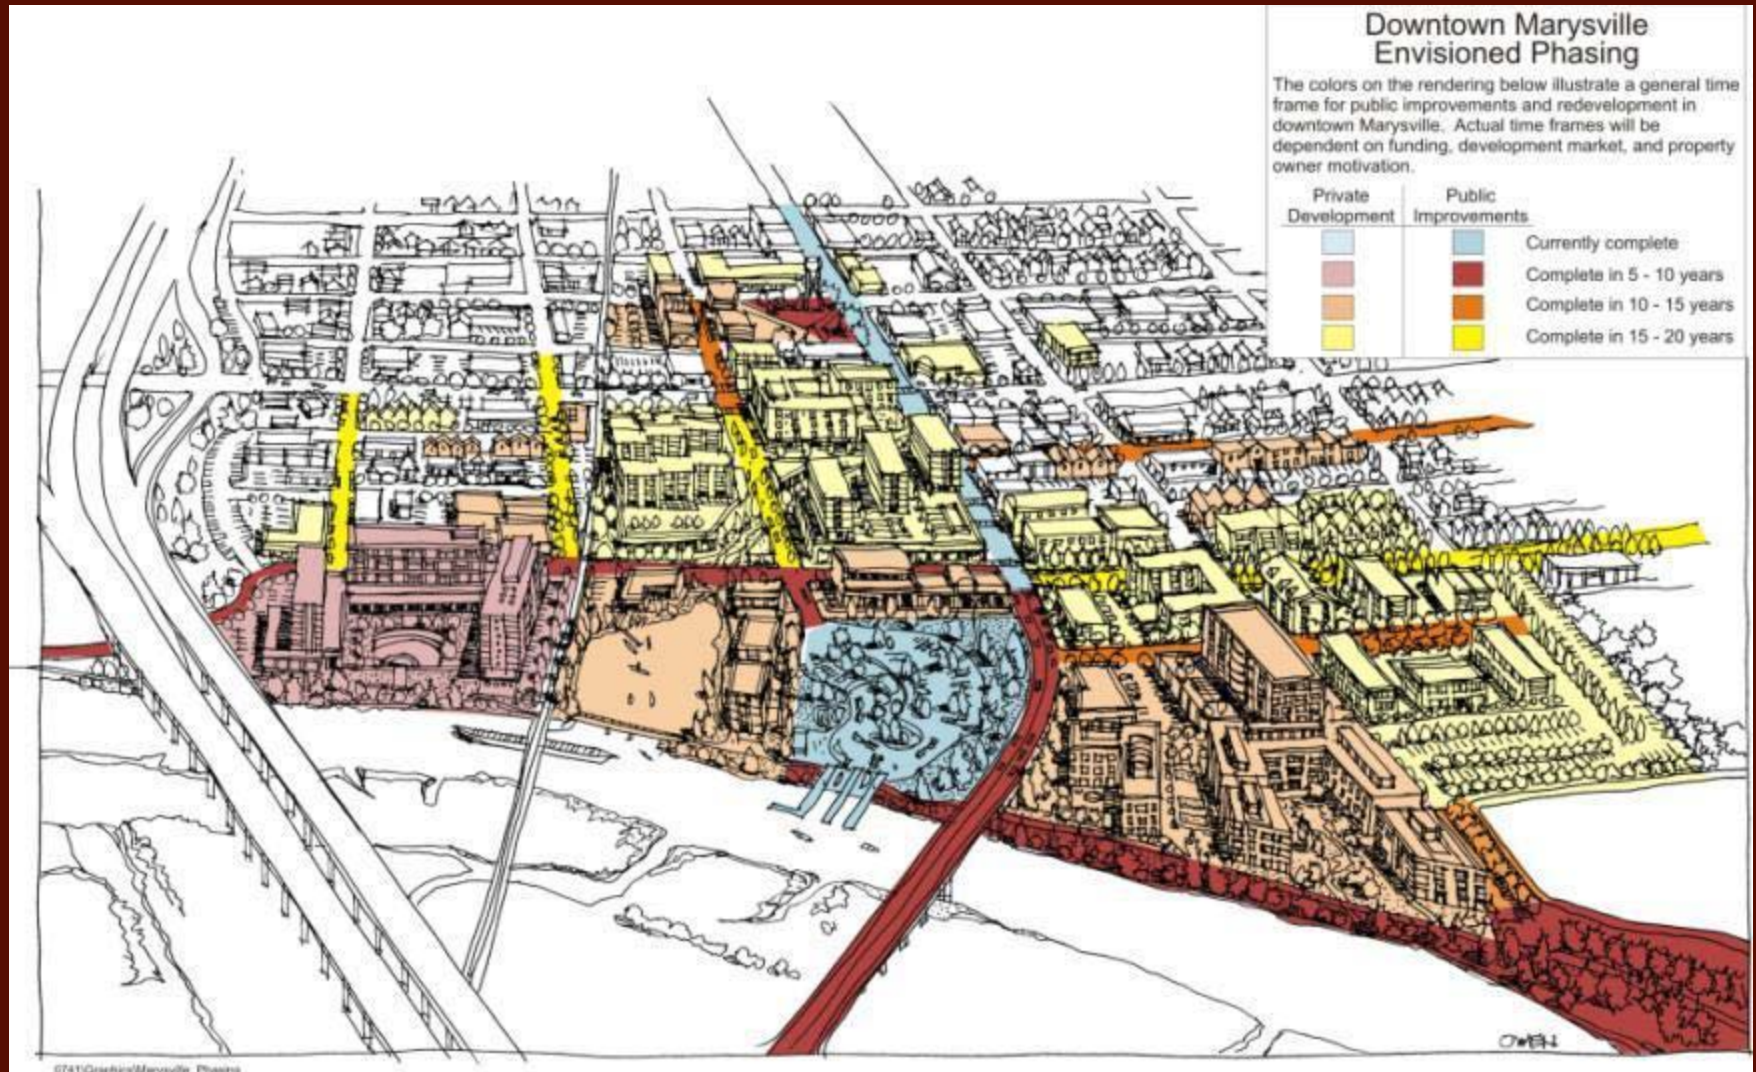 Downtown Marysville
Envisioned Phasing
The colors on the rendering below illustrate a general time
frame for public improvements and redevelopment in
downtown Marysville. Actual time frames will be
dependent on funding, development market, and property
owner motivation.
Private Public
Development Improvements
Currently complete
Complete in 5 - 10 years
Complete in 10 - 15 years
Complete in 15 - 20 years
OWEN
0741\Graphics\Marysville_Phasing